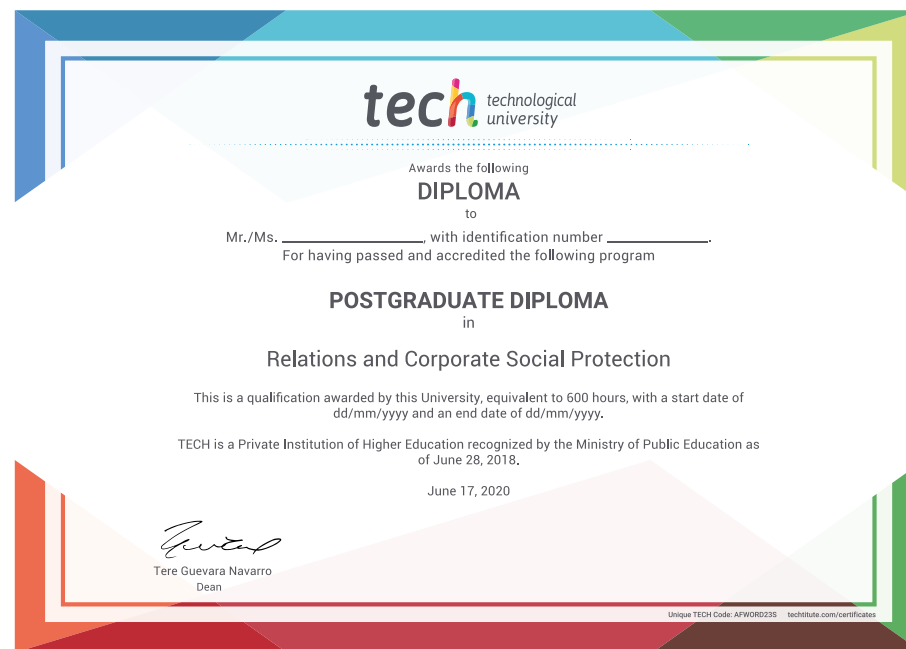 tech technological
university
Awards the following
DIPLOMA
to
Mr./Ms. ____________, with identification number ____________.
For having passed and accredited the following program
POSTGRADUATE DIPLOMA
in
Relations and Corporate Social Protection
This is a qualification awarded by this University, equivalent to 600 hours, with a start date of
dd/mm/yyyy and an end date of dd/mm/yyyy.
TECH is a Private Institution of Higher Education recognized by the Ministry of Public Education as
of June 28, 2018.
June 17, 2020
Tere Guevara Navarro
Dean
Unique TECH Code: AFWORD23S techtitute.com/certificates